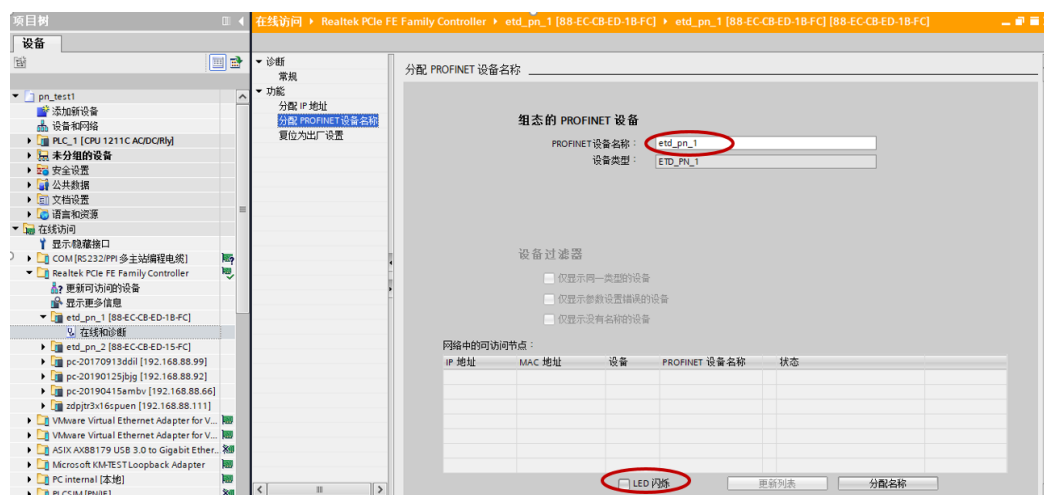 项目树
在线访问 ▸ Realtek PCIe FE Family Controller ▸ etd_pn_1 [88-EC-CB-ED-1B-FC] ▸ etd_pn_1 [88-EC-CB-ED-1B-FC] [88-EC-CB-ED-1B-FC]
设备
pn_test1
添加新设备
设备和网络
PLC_1 [CPU 1211C AC/DC/Rly]
未分组的设备
安全设置
公共数据
文档设置
语言和资源
在线访问
显示/隐藏接口
COM [RS232/PPI 多主站编程电缆]
Realtek PCIe FE Family Controller
更新可访问的设备
显示更多信息
etd_pn_1 [88-EC-CB-ED-1B-FC]
在线和诊断
etd_pn_2 [88-EC-CB-ED-15-FC]
pc-20170913ddil [192.168.88.99]
pc-20190125jbjg [192.168.88.92]
pc-20190415ambv [192.168.88.66]
zdpjtr3x16spuen [192.168.88.111]
VMware Virtual Ethernet Adapter for V...
VMware Virtual Ethernet Adapter for V...
ASIX AX88179 USB 3.0 to Gigabit Ether...
Microsoft KM-TEST Loopback Adapter
PC internal [本地]
PLCSIM [PN/IE]
诊断
常规
功能
分配 IP 地址
分配 PROFINET 设备名称
复位为出厂设置
分配 PROFINET 设备名称
组态的 PROFINET 设备
PROFINET设备名称：
etd_pn_1
设备类型：
ETD_PN_1
设备过滤器
仅显示同一类型的设备
仅显示参数设置错误的设备
仅显示没有名称的设备
网络中的可访问节点：
IP 地址 MAC 地址 设备 PROFINET 设备名称 状态
LED 闪烁 更新列表 分配名称